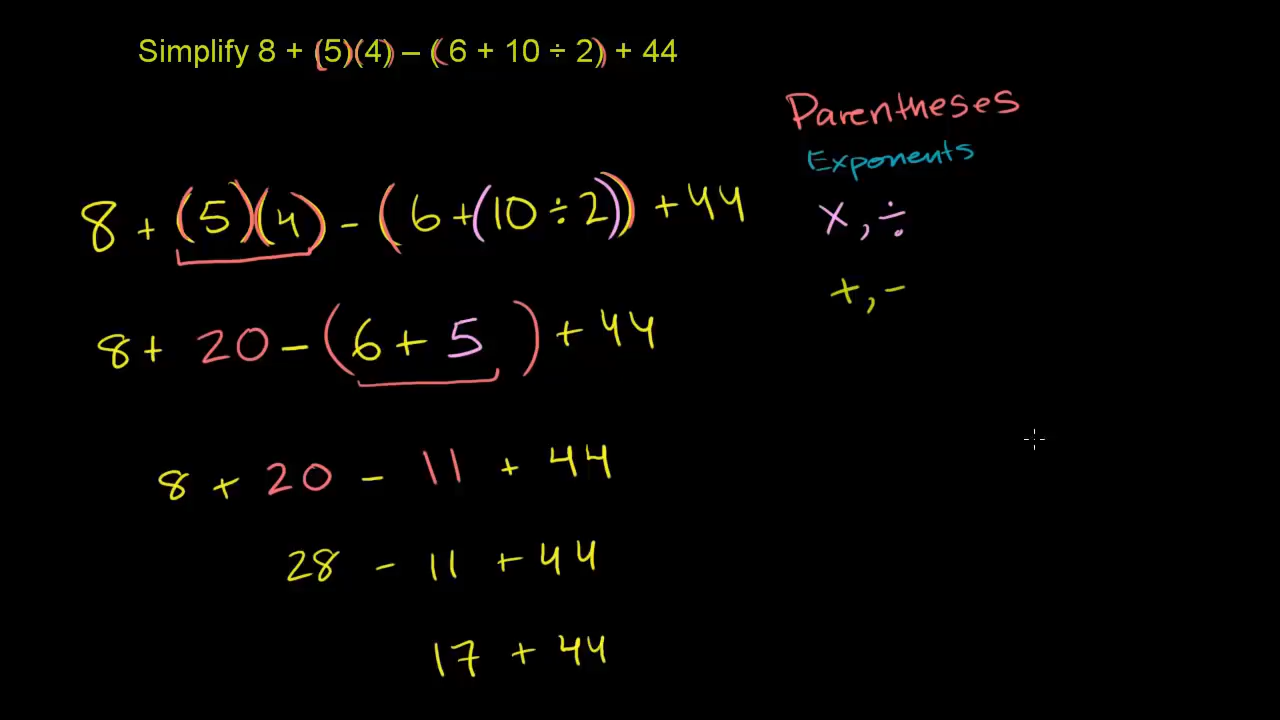 Simplify 8 + (5)(4) – (6 + 10 ÷ 2) + 44
Parentheses
Exponents
8 + (5)(4) - (6 + (10 ÷ 2)) + 44
x, ÷
+, -
8 + 20 - (6 + 5) + 44
8 + 20 - 11 + 44
28 - 11 + 44
17 + 44